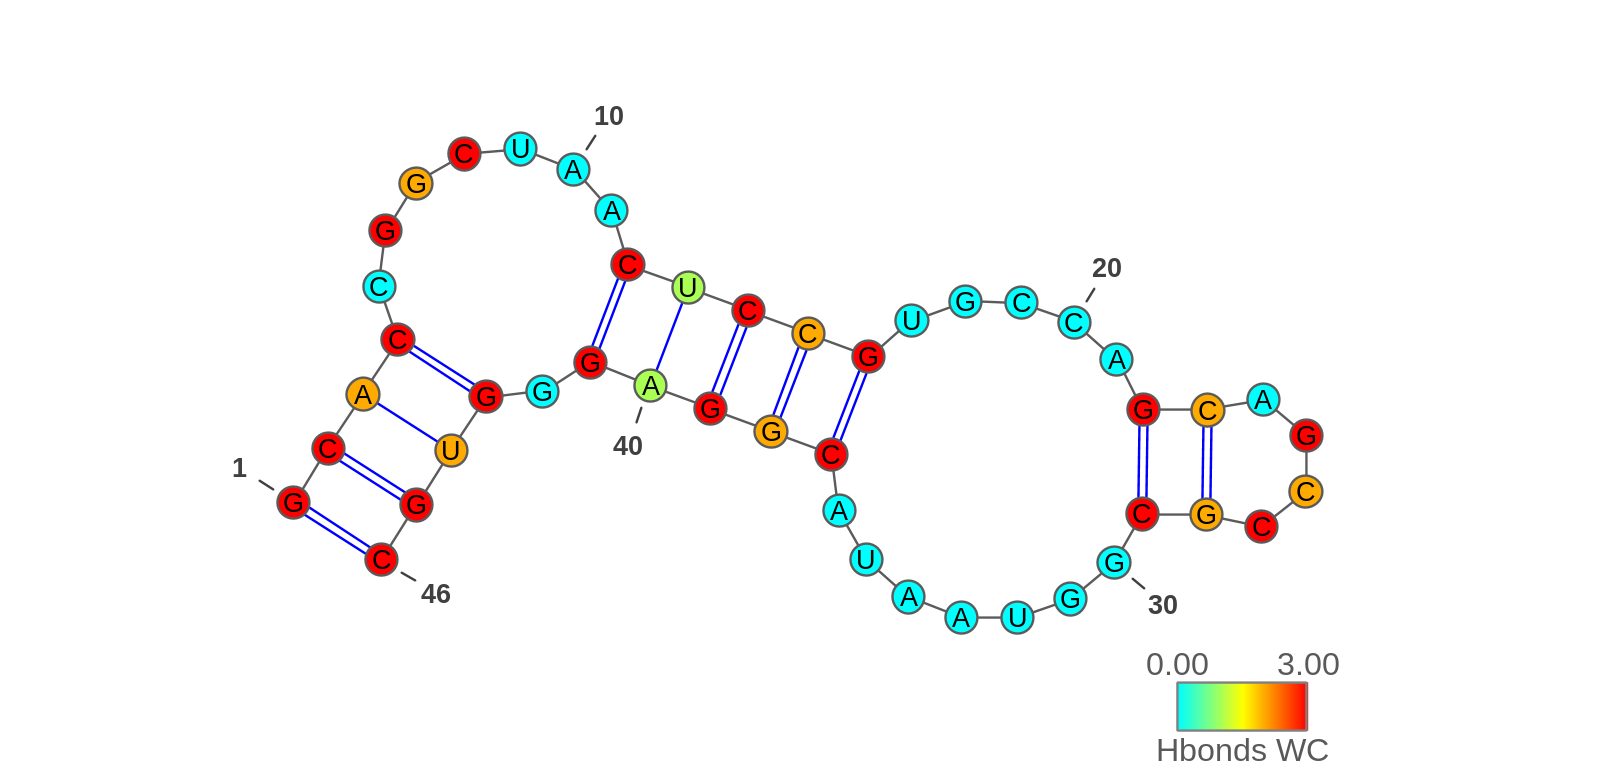 10
C U A
G A
G C U C C G U G C C 20
C A
C G G A G G C A G
A U 40 C C
C G A G C G C
1 G C 46 U A A U G G 30
0.00 3.00
Hbonds WC